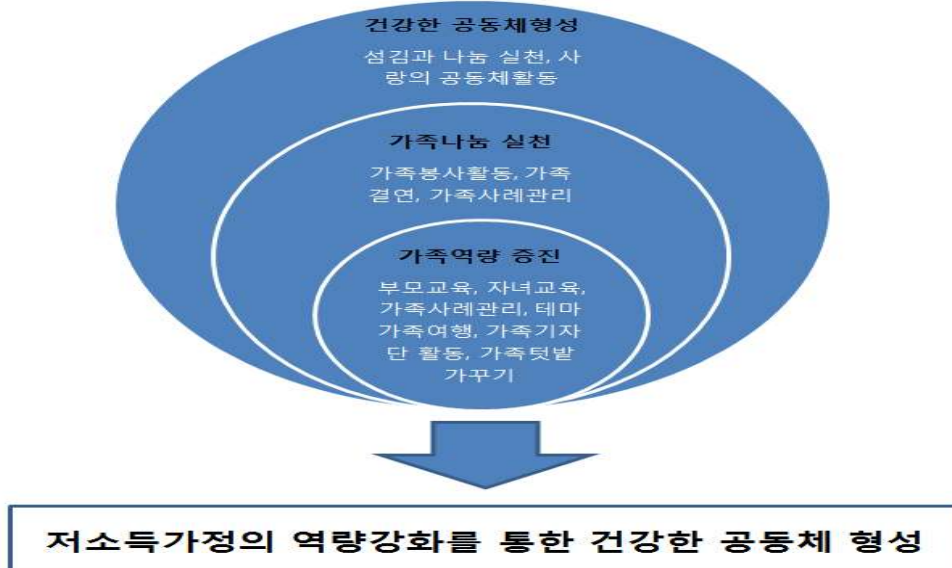 건강한 공동체형성
섬김과 나눔 실천, 사
랑의 공동체활동
가족나눔 실천
가족봉사활동, 가족
결연, 가족사례관리
가족역량 증진
부모교육, 자녀교육,
가족사례관리, 테마
가족여행, 가족기자
단 활동, 가족텃밭
가꾸기
저소득가정의 역량강화를 통한 건강한 공동체 형성